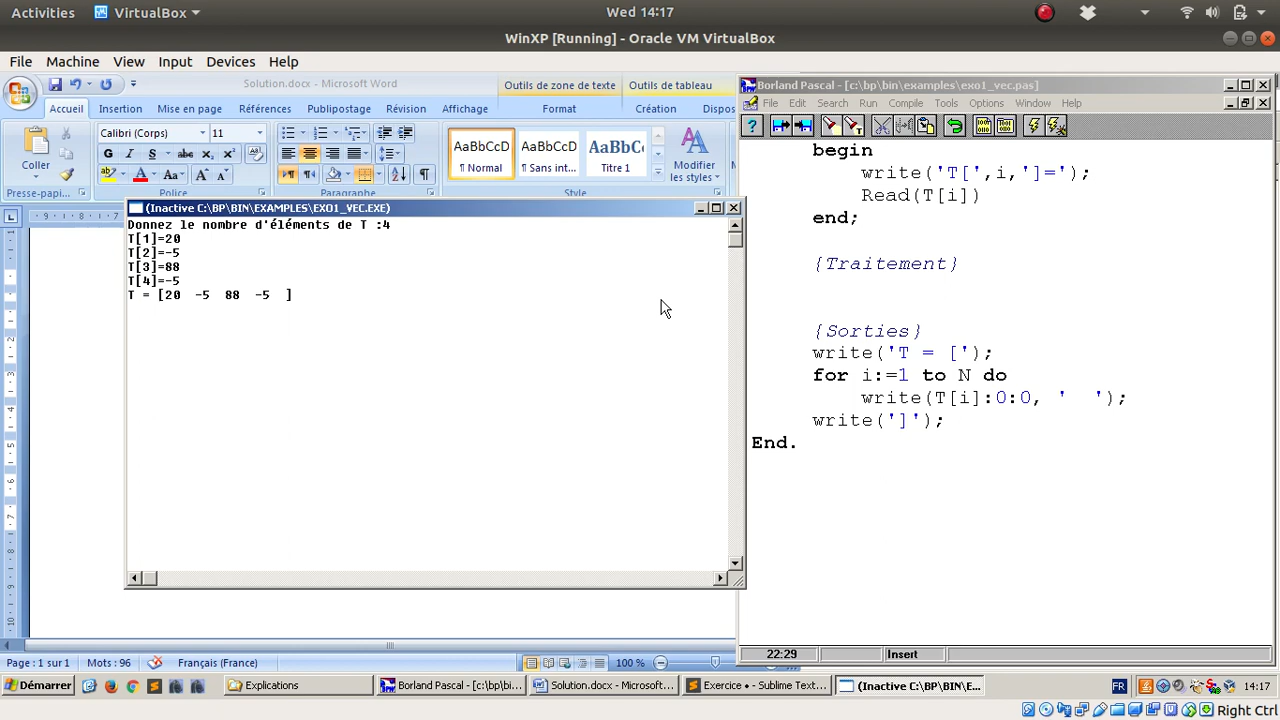 Activities VirtualBox Wed 14:17
WinXP [Running] - Oracle VM VirtualBox
File Machine View Input Devices Help
Solution.docx - Microsoft Word Outils de zone de texte Outils de tableau
Accueil Insertion Mise en page Références Publipostage Révision Affichage Format Création Dispos
Calibri (Corps) 11
Coller
G I S abc x₂ x² Aa A A
AaBbCcD AaBbCcD AaBbC
¶ Normal ¶ Sans int... Titre 1
Modifier
les styles
Presse-papi... Police Paragraphe Style
Borland Pascal - [c:\bp\bin\examples\exo1_vec.pas]
File Edit Search Run Compile Tools Options Window Help
begin
write('T[',i,']=');
Read(T[i])
end;
{Traitement}
{Sorties}
write('T = [');
for i:=1 to N do
write(T[i]:0:0, '  ');
write(']');
End.
22:29 Insert
(Inactive C:\BP\BIN\EXAMPLES\EXO1_VEC.EXE)
Donnez le nombre d'éléments de T :4
T[1]=20
T[2]=-5
T[3]=88
T[4]=-5
T = [20  -5  88  -5  ]
Page : 1 sur 1 Mots : 96 Français (France) 100 %
Démarrer Explications Borland Pascal - [c:\bp\bi... Solution.docx - Microsof... Exercice • - Sublime Text... (Inactive C:\BP\BIN\E... FR 14:17
Right Ctrl